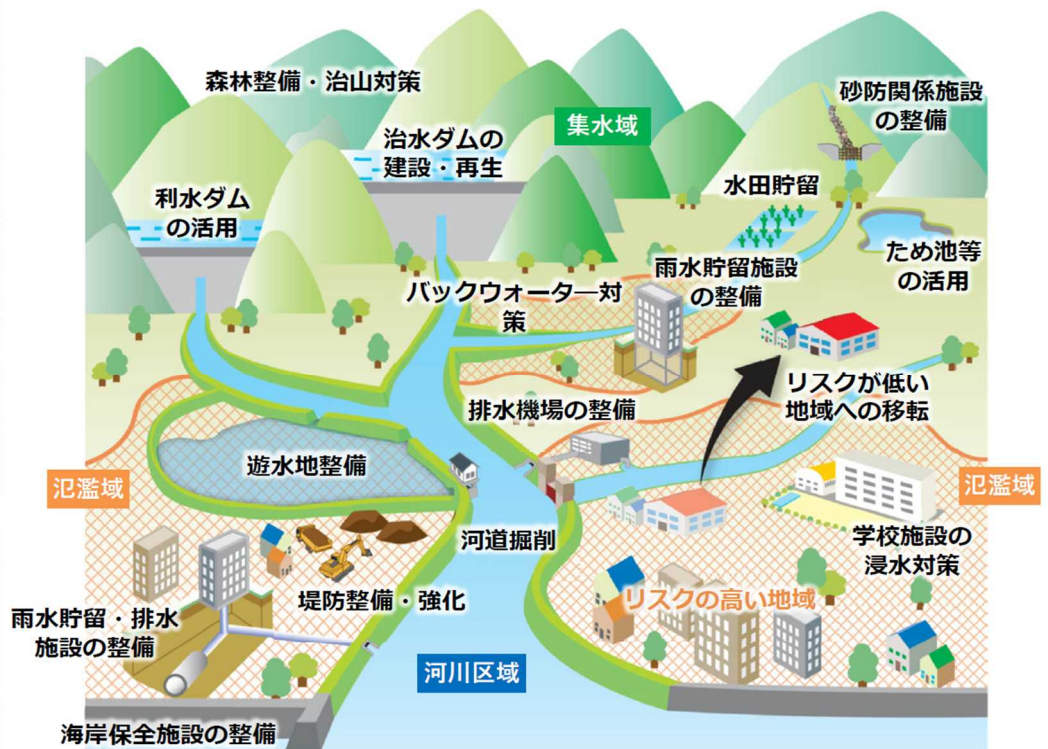 森林整備・治山対策
集水域
砂防関係施設
の整備
治水ダムの
建設・再生
水田貯留
利水ダム
の活用
ため池等
の活用
雨水貯留施設
の整備
バックウォーター対
策
リスクが低い
地域への移転
排水機場の整備
遊水地整備
氾濫域
氾濫域
河道掘削
学校施設の
浸水対策
堤防整備・強化
リスクの高い地域
雨水貯留・排水
施設の整備
河川区域
海岸保全施設の整備